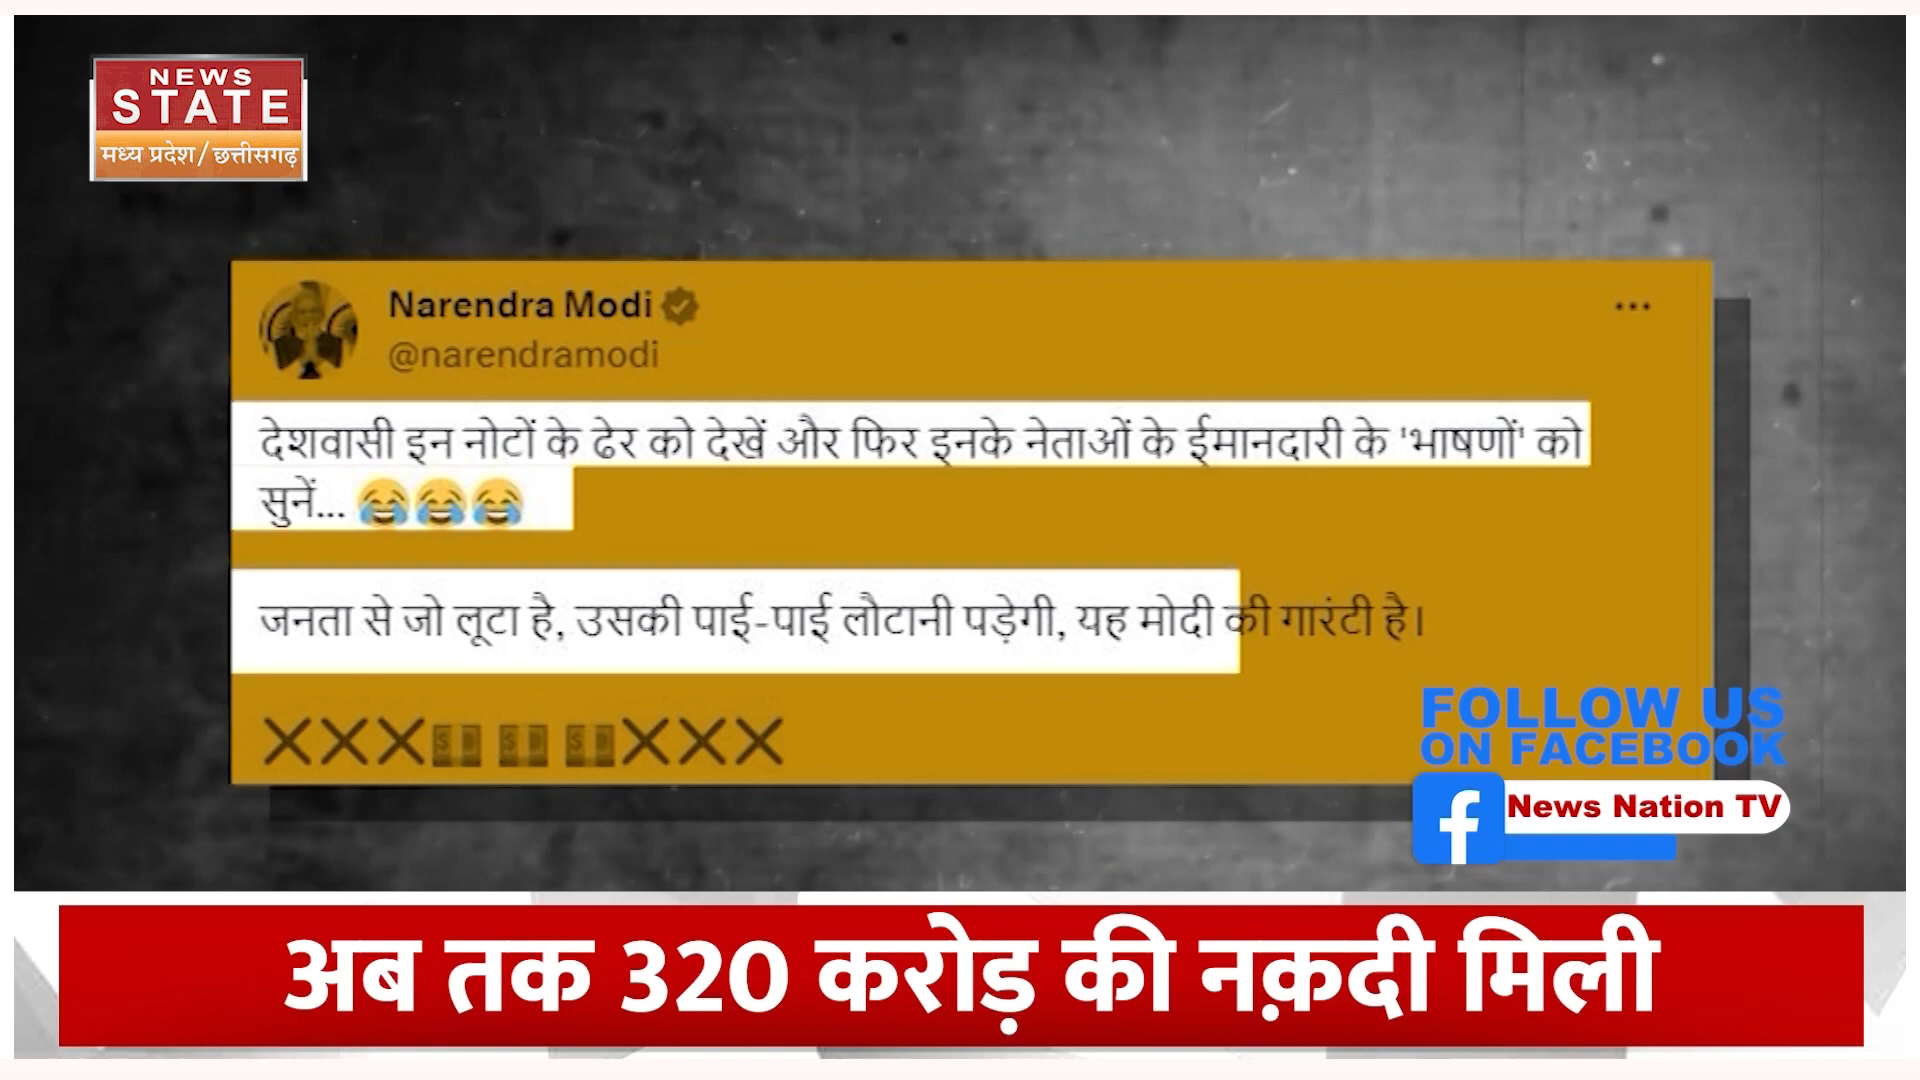 NEWS
STATE
मध्य प्रदेश/छत्तीसगढ़
Narendra Modi
@narendramodi
देशवासी इन नोटों के ढेर को देखें और फिर इनके नेताओं के ईमानदारी के 'भाषणों' को
सुनें... 😂😂😂
जनता से जो लूटा है, उसकी पाई-पाई लौटानी पड़ेगी, यह मोदी की गारंटी है।
❌❌❌💵 💵 💵❌❌❌
FOLLOW US
ON FACEBOOK
News Nation TV
अब तक 320 करोड़ की नक़दी मिली